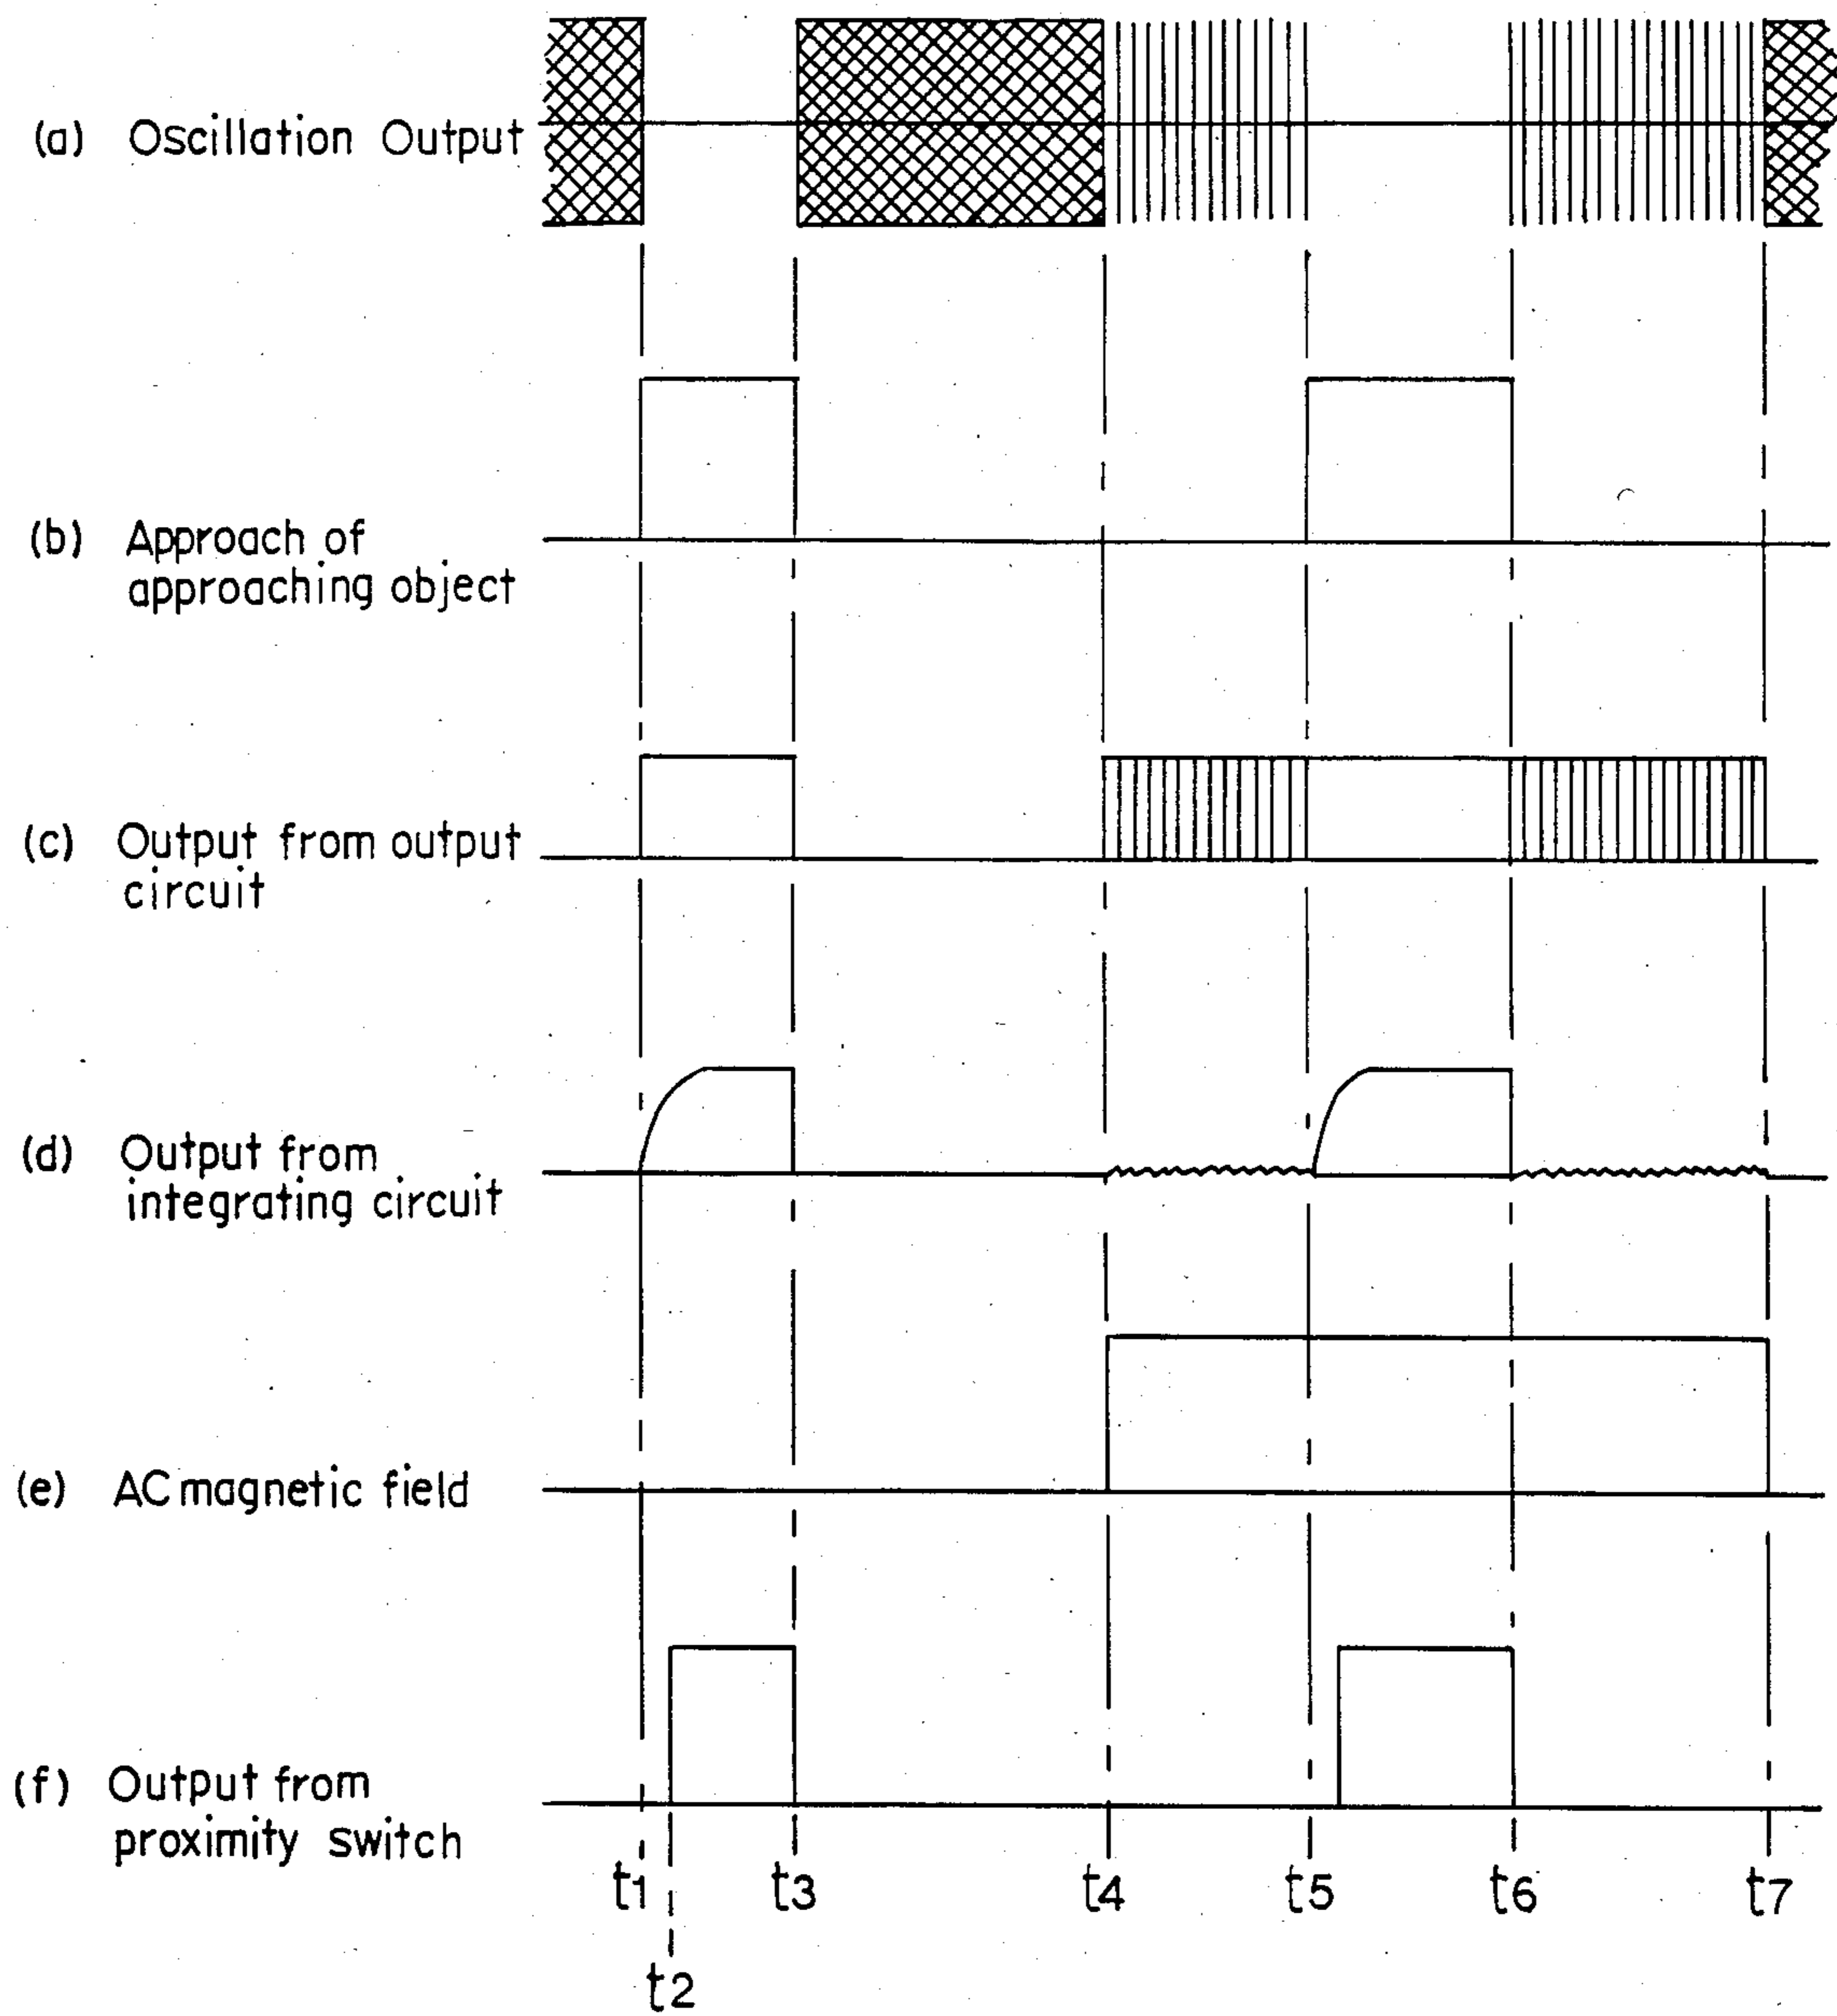 (a) Oscillation Output
(b) Approach of
approaching object
(c) Output from output
circuit
(d) Output from
integrating circuit
(e) AC magnetic field
(f) Output from
proximity switch
t1 t3 t4 t5 t6 t7
t2